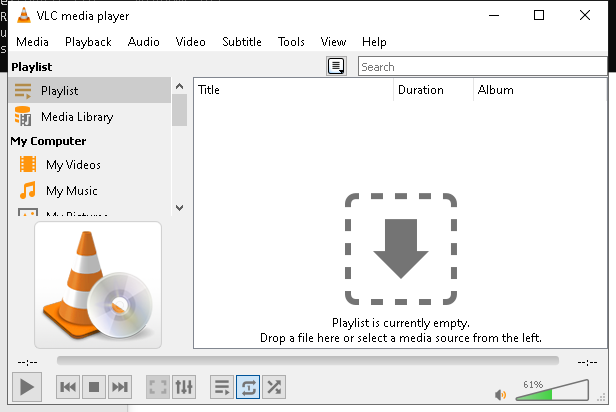 VLC media player
Media Playback Audio Video Subtitle Tools View Help
Playlist
Search
Playlist
Media Library
My Computer
My Videos
My Music
My Pictures
Title Duration Album
Playlist is currently empty.
Drop a file here or select a media source from the left.
--:-- --:--
61%